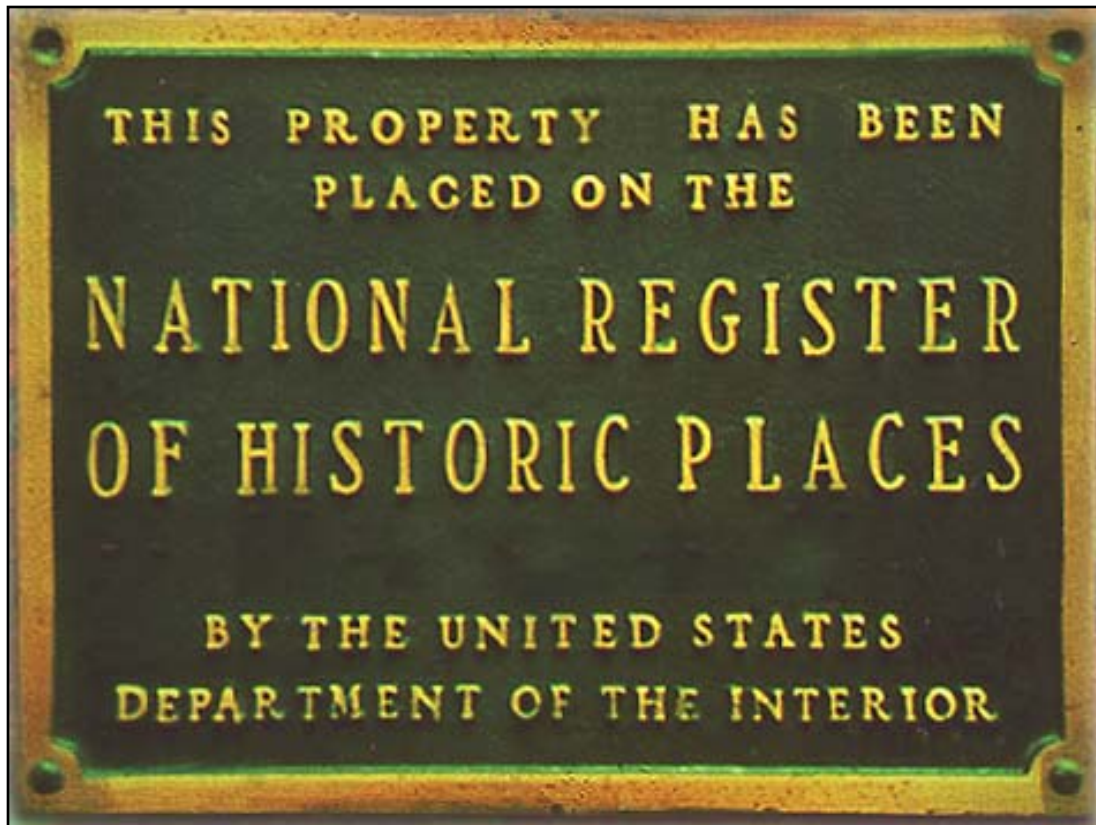 THIS PROPERTY HAS BEEN
PLACED ON THE
NATIONAL REGISTER
OF HISTORIC PLACES
BY THE UNITED STATES
DEPARTMENT OF THE INTERIOR